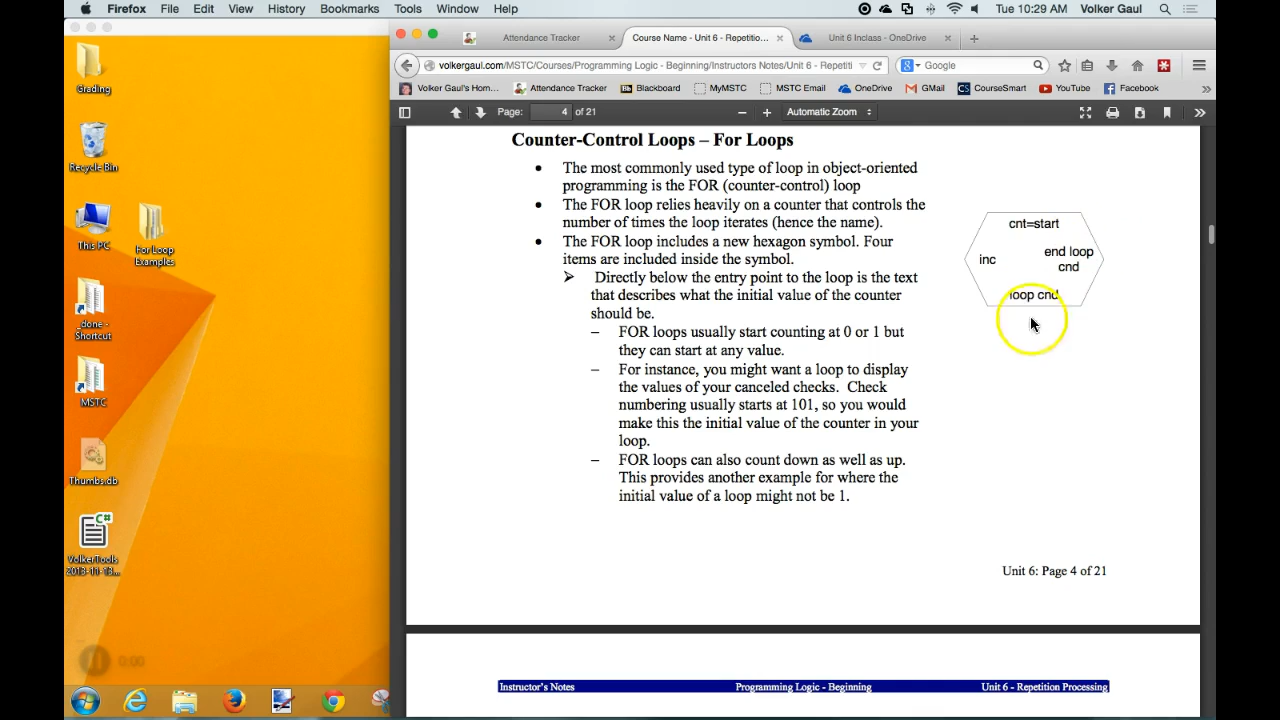 Firefox File Edit View History Bookmarks Tools Window Help Tue 10:29 AM Volker Gaul
Attendance Tracker Course Name - Unit 6 - Repetitio... Unit 6 Inclass - OneDrive
volkergaul.com/MSTC/Courses/Programming Logic - Beginning/Instructors Notes/Unit 6 - Repetiti Google
Volker Gaul's Hom... Attendance Tracker Blackboard MyMSTC MSTC Email OneDrive GMail CourseSmart YouTube Facebook
Page: 4 of 21 Automatic Zoom
Grading
Recycle Bin
This PC
For Loop
Examples
_done -
Shortcut
MSTC
Thumbs.db
VolkerTools
2013-11-13...
0:00
Counter-Control Loops – For Loops
• The most commonly used type of loop in object-oriented
programming is the FOR (counter-control) loop
• The FOR loop relies heavily on a counter that controls the
number of times the loop iterates (hence the name).
• The FOR loop includes a new hexagon symbol. Four
items are included inside the symbol.
➢ Directly below the entry point to the loop is the text
that describes what the initial value of the counter
should be.
– FOR loops usually start counting at 0 or 1 but
they can start at any value.
– For instance, you might want a loop to display
the values of your canceled checks. Check
numbering usually starts at 101, so you would
make this the initial value of the counter in your
loop.
– FOR loops can also count down as well as up.
This provides another example for where the
initial value of a loop might not be 1.
cnt=start
inc
end loop
cnd
loop cnd
Unit 6: Page 4 of 21
Instructor's Notes Programming Logic - Beginning Unit 6 - Repetition Processing